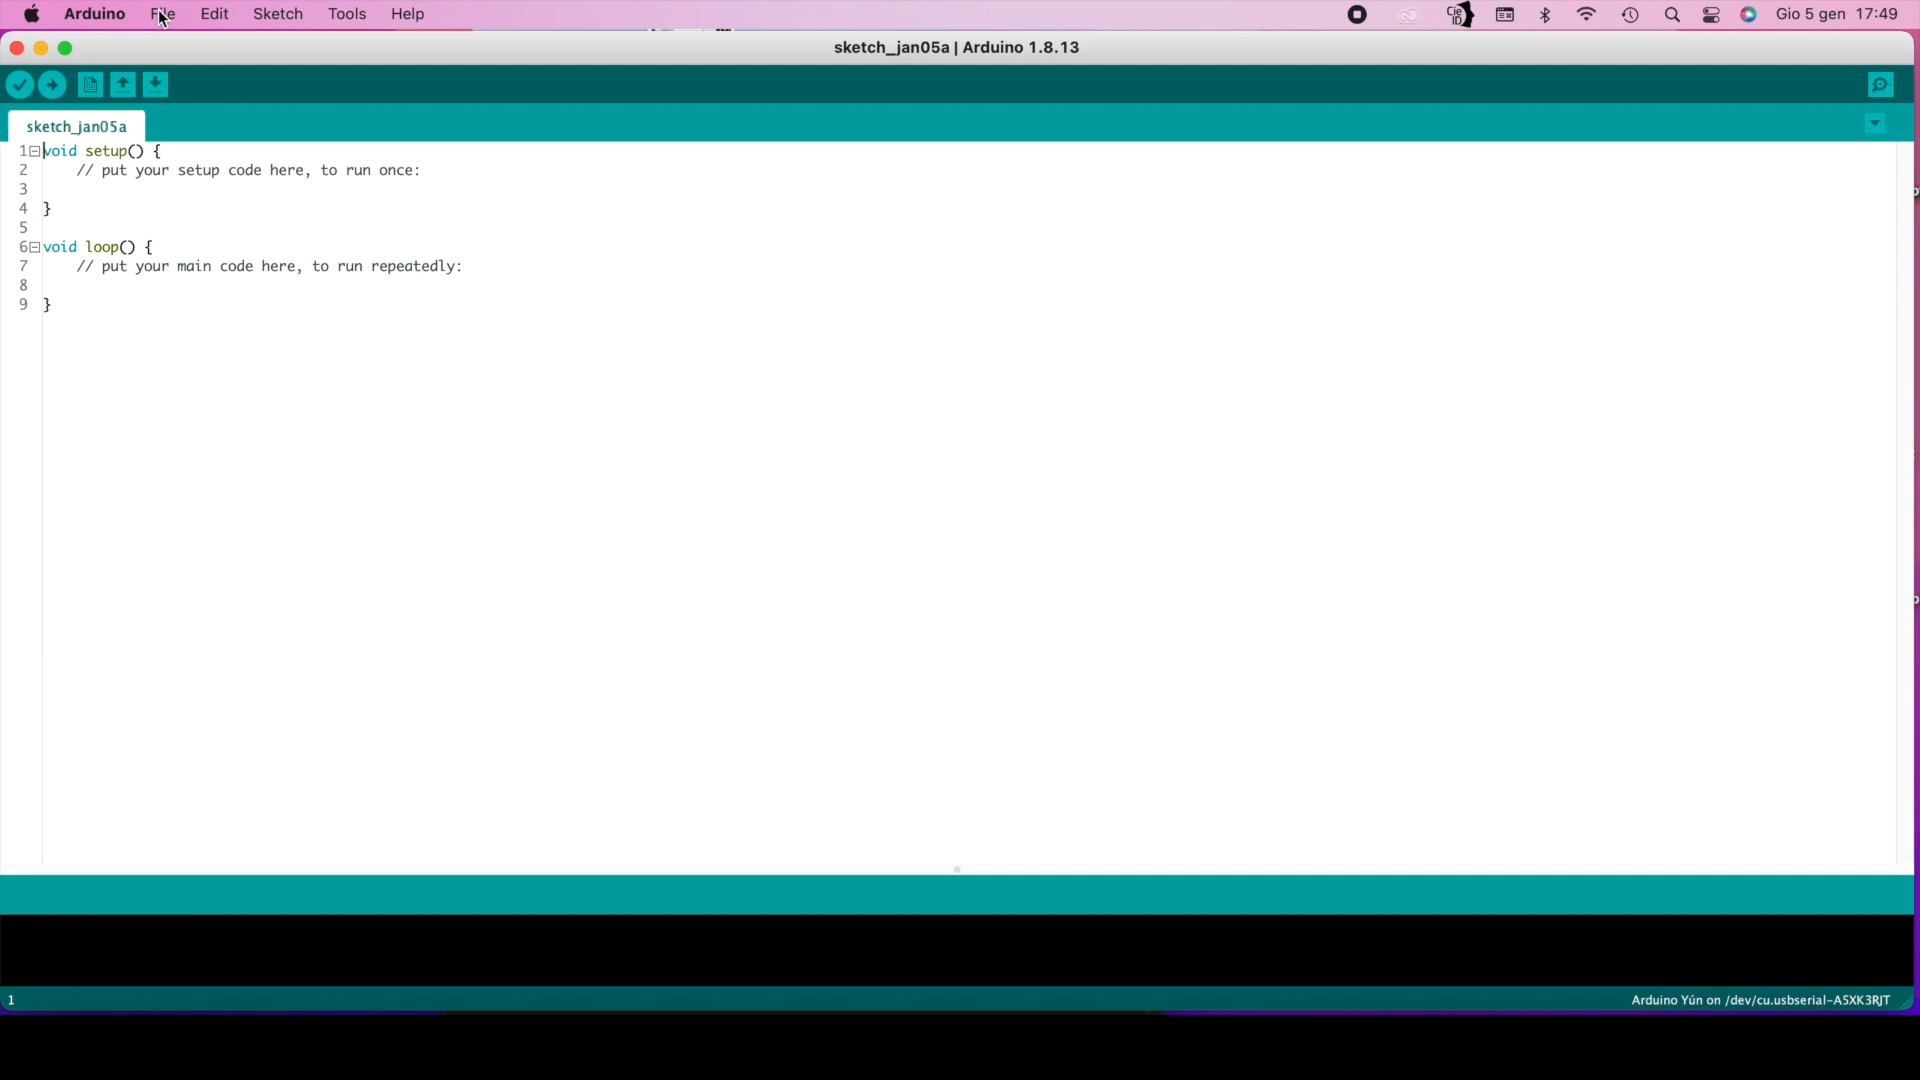 Arduino File Edit Sketch Tools Help
Cie ID
Gio 5 gen 17:49
sketch_jan05a | Arduino 1.8.13
sketch_jan05a
1 void setup() {
2 // put your setup code here, to run once:
3
4 }
5
6 void loop() {
7 // put your main code here, to run repeatedly:
8
9 }
1
Arduino Yún on /dev/cu.usbserial-A5XK3RJT